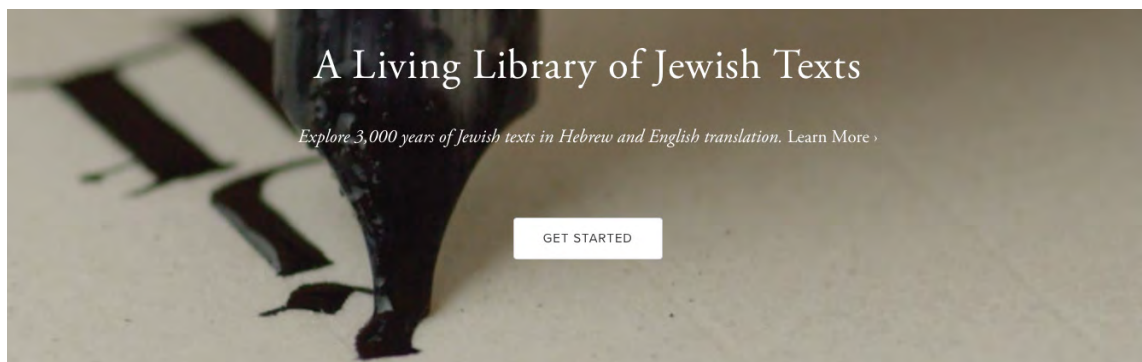 A Living Library of Jewish Texts
Explore 3,000 years of Jewish texts in Hebrew and English translation. Learn More ›
GET STARTED